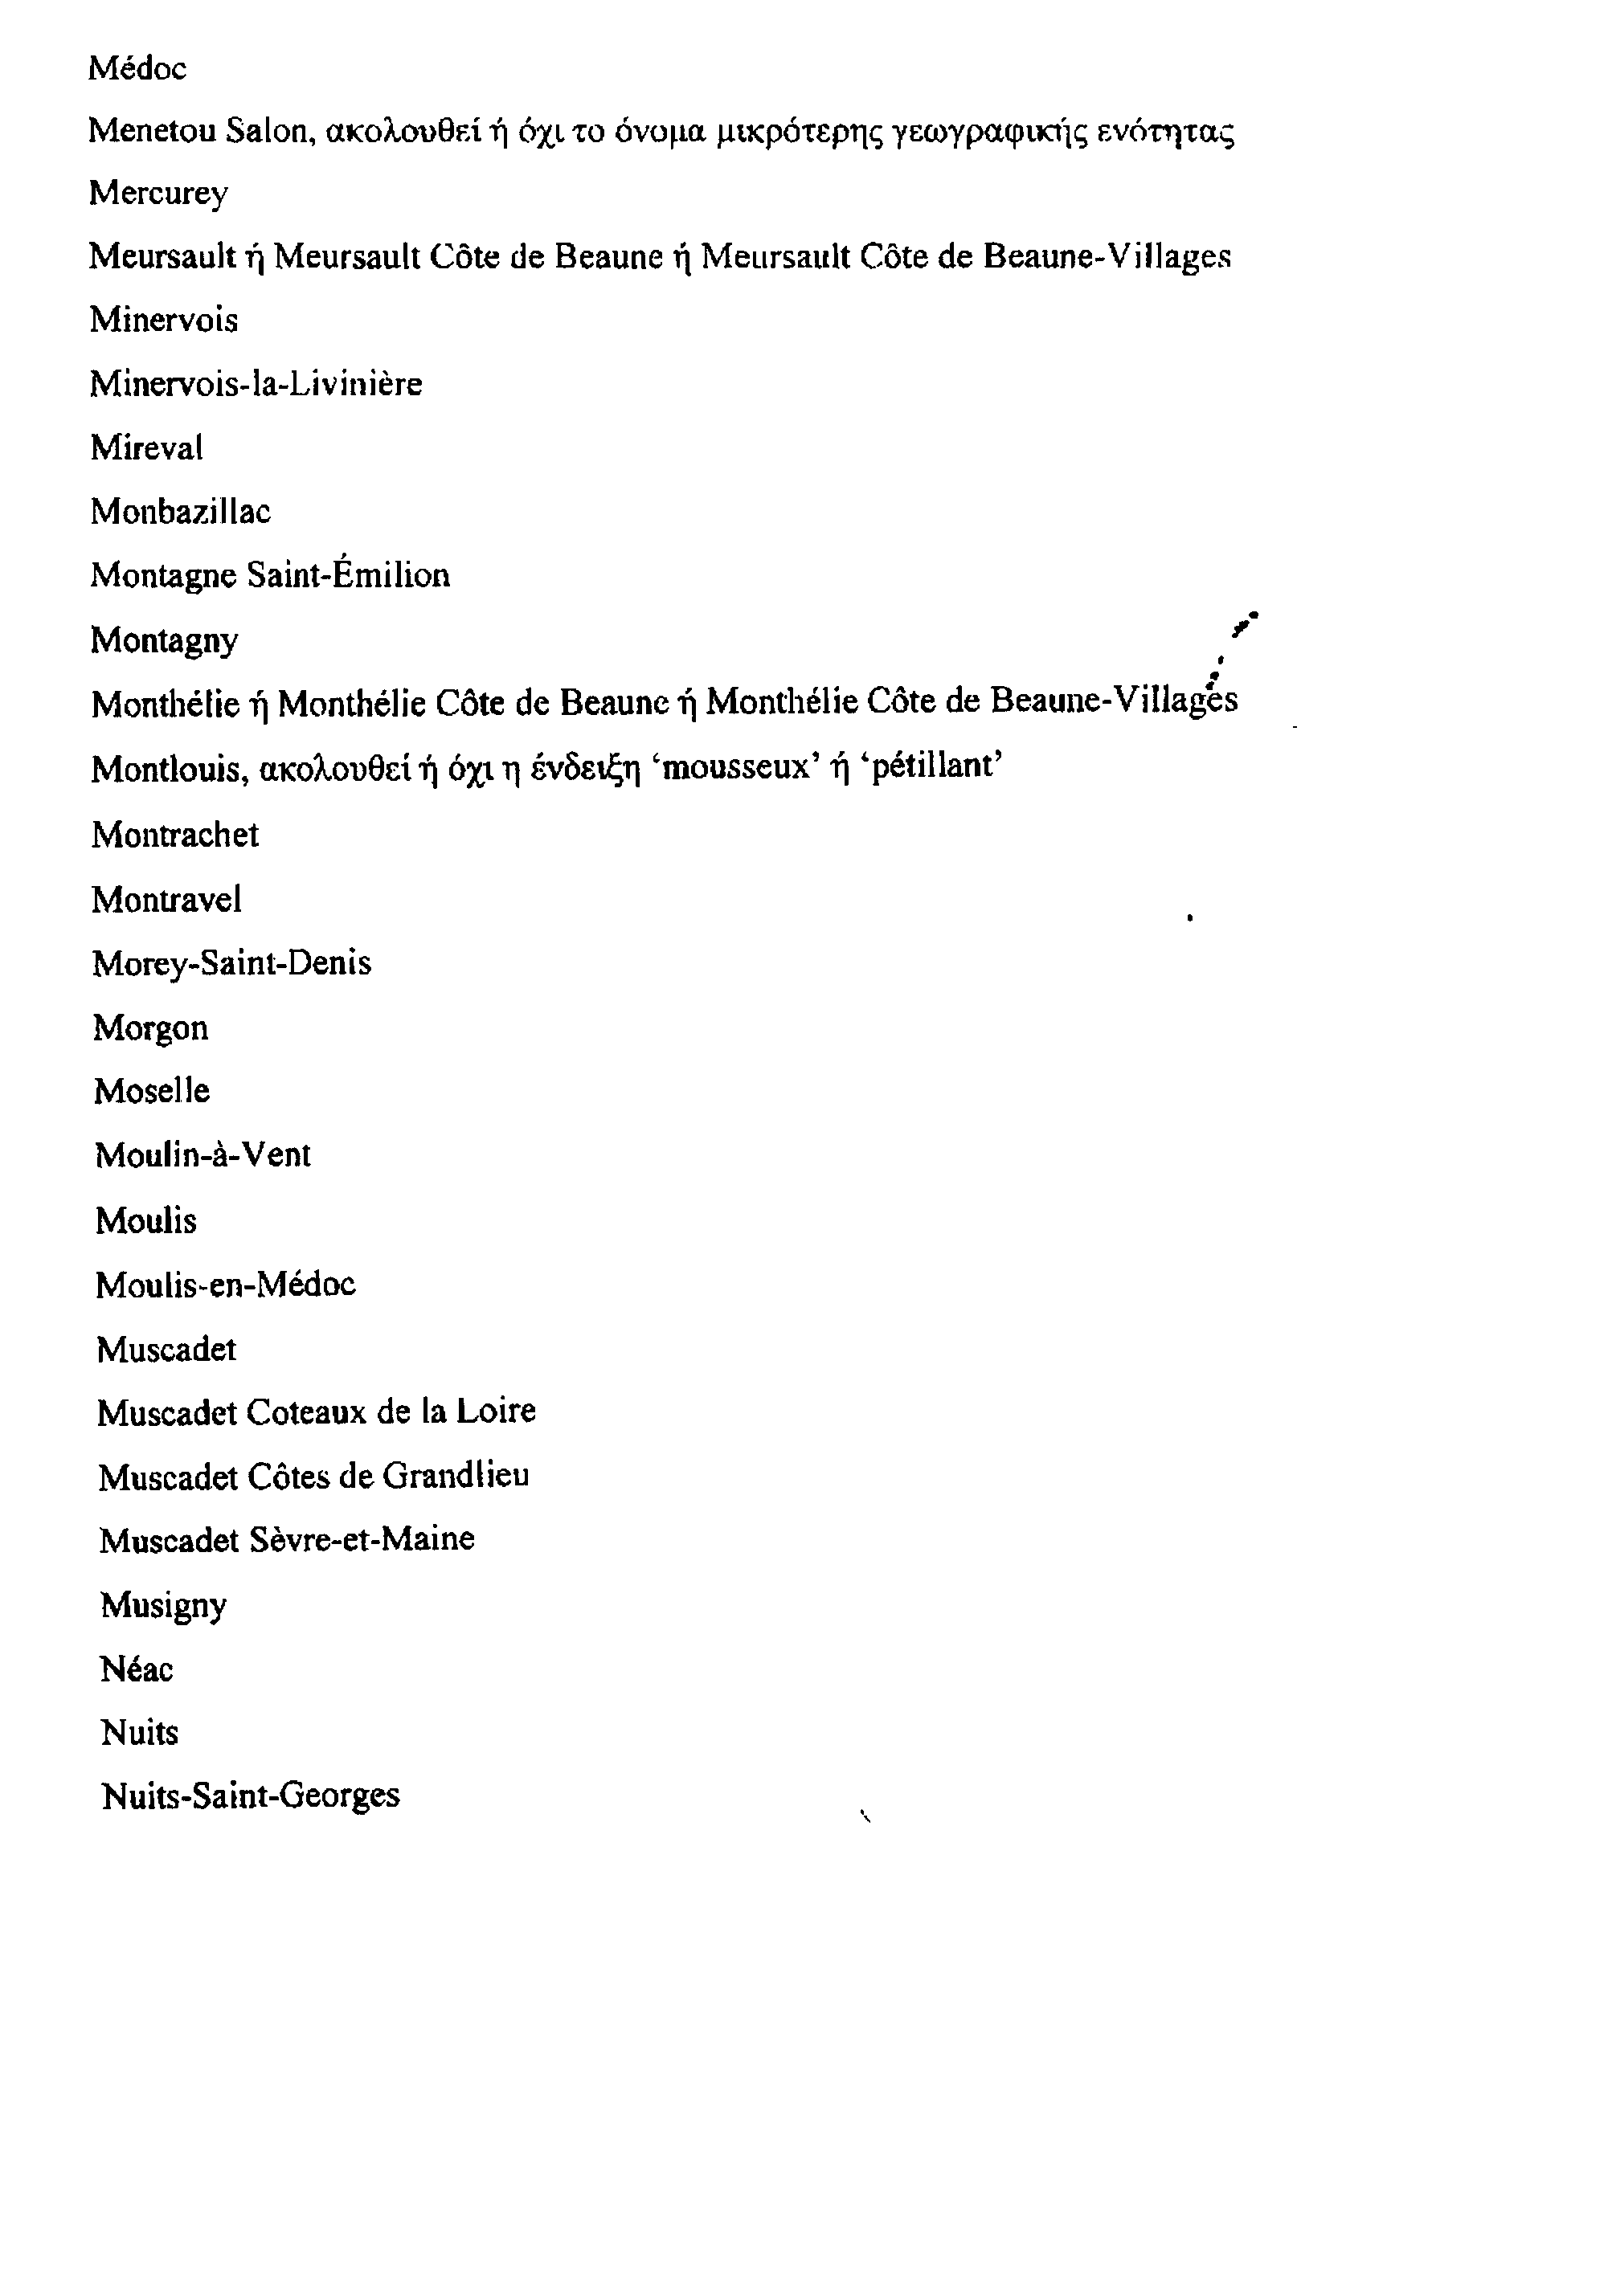 Médoc
Menetou Salon, ακολουθεί ή όχι το όνομα μικρότερης γεωγραφικής ενότητας
Mercurey
Meursault ή Meursault Côte de Beaune ή Meursault Côte de Beaune-Villages
Minervois
Minervois-la-Livinière
Mireval
Monbazillac
Montagne Saint-Émilion
Montagny
Monthélie ή Monthélie Côte de Beaune ή Monthélie Côte de Beaune-Villages
Montlouis, ακολουθεί ή όχι η ένδειξη ‘mousseux’ ή ‘pétillant’
Montrachet
Montravel
Morey-Saint-Denis
Morgon
Moselle
Moulin-à-Vent
Moulis
Moulis-en-Médoc
Muscadet
Muscadet Coteaux de la Loire
Muscadet Côtes de Grandlieu
Muscadet Sèvre-et-Maine
Musigny
Néac
Nuits
Nuits-Saint-Georges